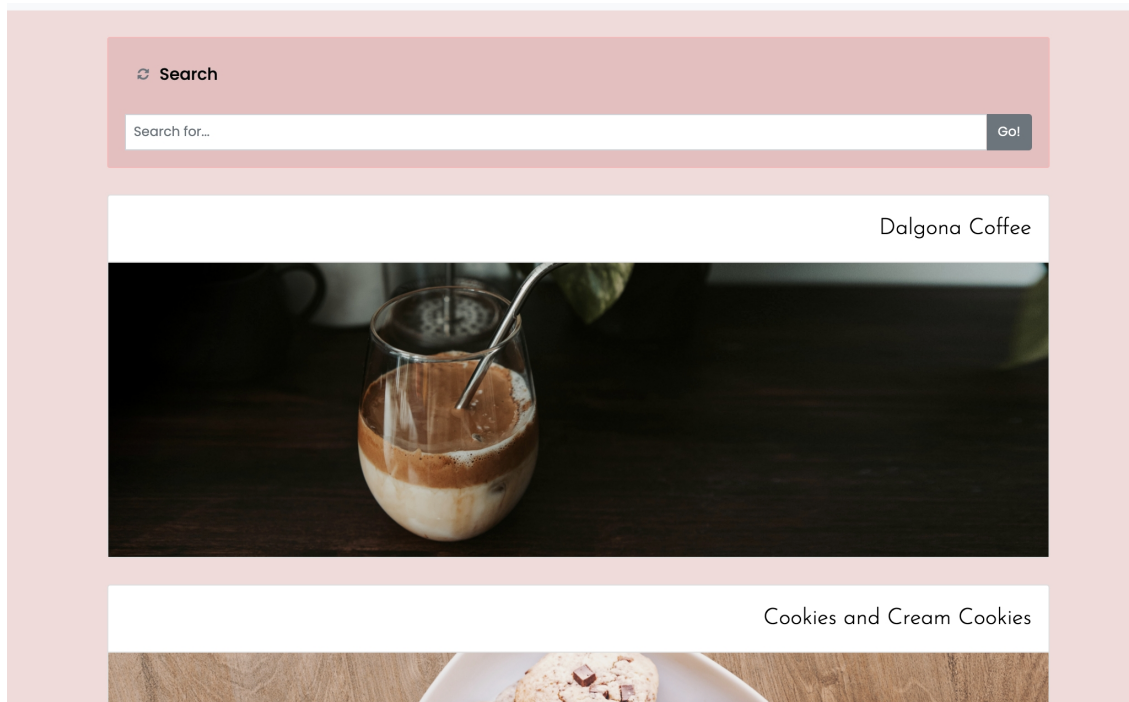 Search
Search for...
Go!
Dalgona Coffee
Cookies and Cream Cookies